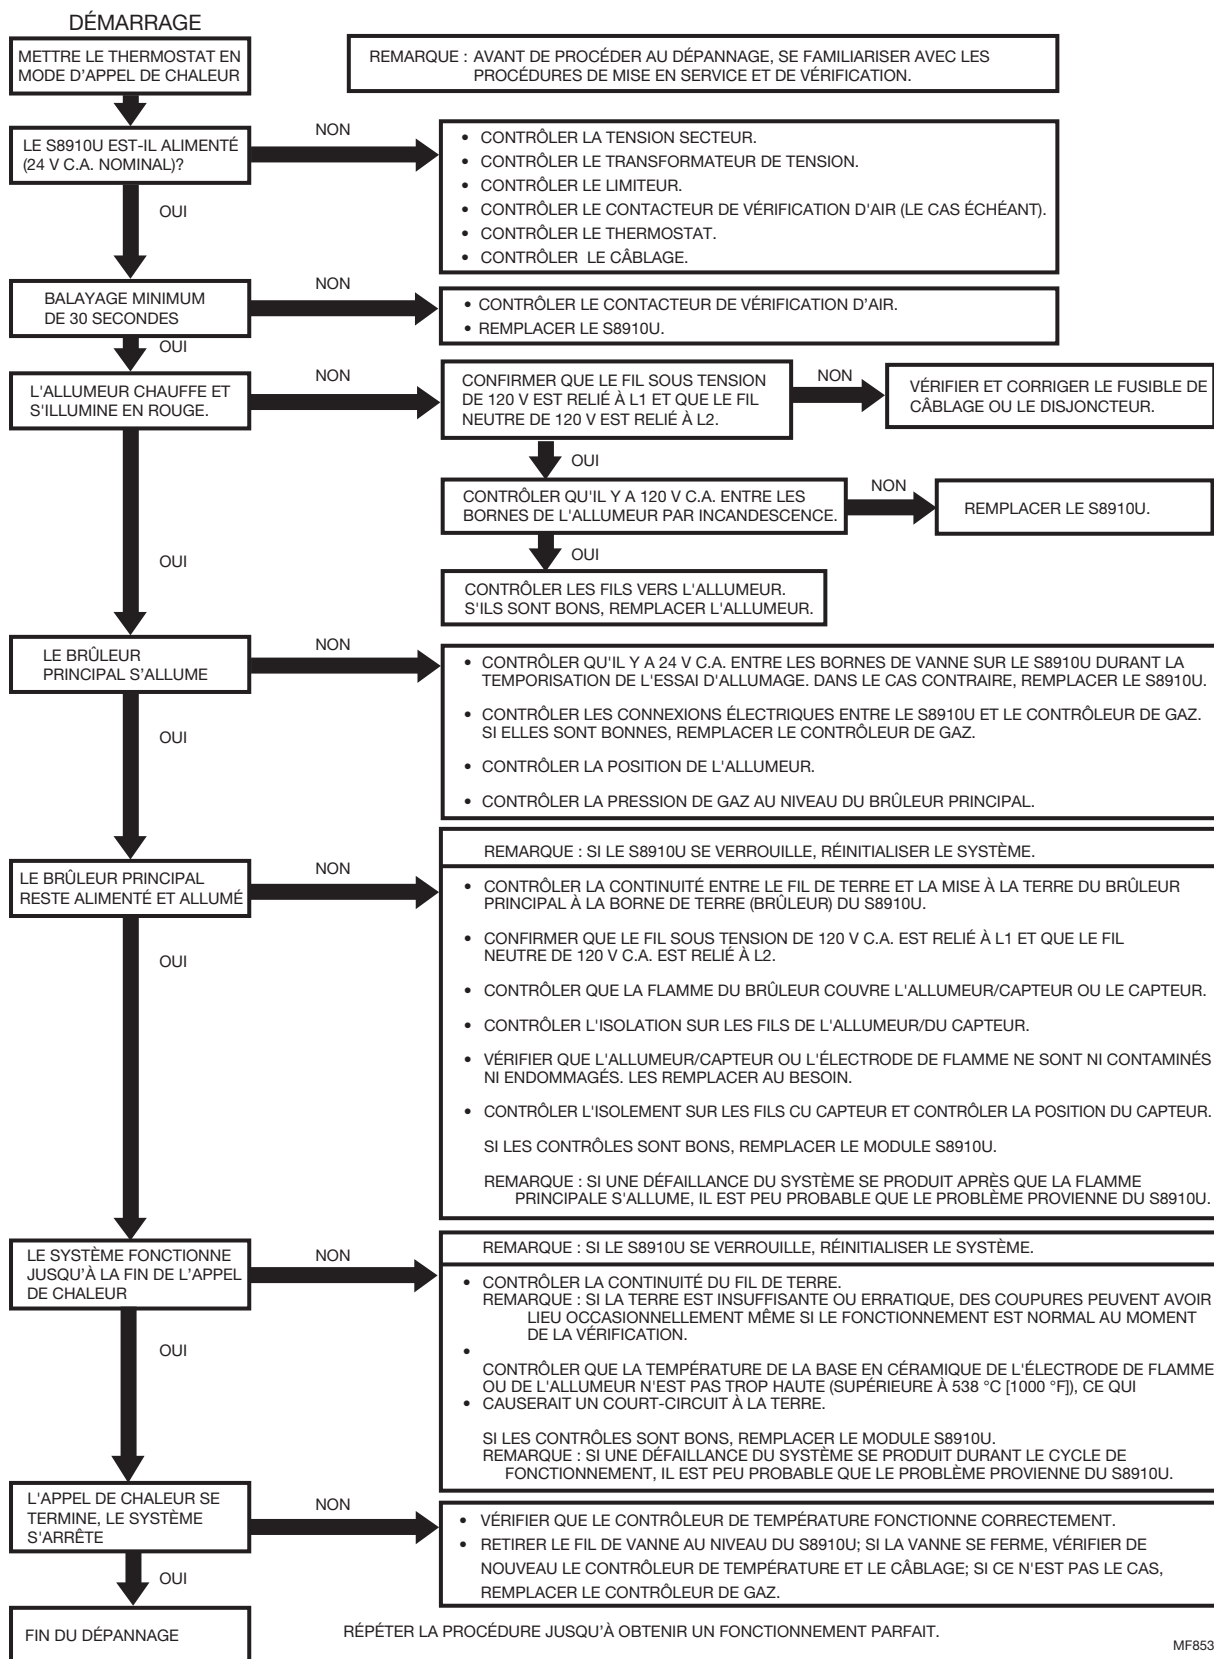 DÉMARRAGE
METTRE LE THERMOSTAT EN
MODE D'APPEL DE CHALEUR
REMARQUE : AVANT DE PROCÉDER AU DÉPANNAGE, SE FAMILIARISER AVEC LES
PROCÉDURES DE MISE EN SERVICE ET DE VÉRIFICATION.
LE S8910U EST-IL ALIMENTÉ
(24 V C.A. NOMINAL)?
NON
• CONTRÔLER LA TENSION SECTEUR.
• CONTRÔLER LE TRANSFORMATEUR DE TENSION.
• CONTRÔLER LE LIMITEUR.
• CONTRÔLER LE CONTACTEUR DE VÉRIFICATION D'AIR (LE CAS ÉCHÉANT).
• CONTRÔLER LE THERMOSTAT.
• CONTRÔLER LE CÂBLAGE.
OUI
BALAYAGE MINIMUM
DE 30 SECONDES
NON
• CONTRÔLER LE CONTACTEUR DE VÉRIFICATION D'AIR.
• REMPLACER LE S8910U.
OUI
L'ALLUMEUR CHAUFFE ET
S'ILLUMINE EN ROUGE.
NON
CONFIRMER QUE LE FIL SOUS TENSION
DE 120 V EST RELIÉ À L1 ET QUE LE FIL
NEUTRE DE 120 V EST RELIÉ À L2.
NON
VÉRIFIER ET CORRIGER LE FUSIBLE DE
CÂBLAGE OU LE DISJONCTEUR.
OUI
CONTRÔLER QU'IL Y A 120 V C.A. ENTRE LES
BORNES DE L'ALLUMEUR PAR INCANDESCENCE.
NON
REMPLACER LE S8910U.
OUI
CONTRÔLER LES FILS VERS L'ALLUMEUR.
S'ILS SONT BONS, REMPLACER L'ALLUMEUR.
OUI
LE BRÛLEUR
PRINCIPAL S'ALLUME
NON
• CONTRÔLER QU'IL Y A 24 V C.A. ENTRE LES BORNES DE VANNE SUR LE S8910U DURANT LA
TEMPORISATION DE L'ESSAI D'ALLUMAGE. DANS LE CAS CONTRAIRE, REMPLACER LE S8910U.
• CONTRÔLER LES CONNEXIONS ÉLECTRIQUES ENTRE LE S8910U ET LE CONTRÔLEUR DE GAZ.
SI ELLES SONT BONNES, REMPLACER LE CONTRÔLEUR DE GAZ.
• CONTRÔLER LA POSITION DE L'ALLUMEUR.
• CONTRÔLER LA PRESSION DE GAZ AU NIVEAU DU BRÛLEUR PRINCIPAL.
OUI
LE BRÛLEUR PRINCIPAL
RESTE ALIMENTÉ ET ALLUMÉ
NON
REMARQUE : SI LE S8910U SE VERROUILLE, RÉINITIALISER LE SYSTÈME.
• CONTRÔLER LA CONTINUITÉ ENTRE LE FIL DE TERRE ET LA MISE À LA TERRE DU BRÛLEUR
PRINCIPAL À LA BORNE DE TERRE (BRÛLEUR) DU S8910U.
• CONFIRMER QUE LE FIL SOUS TENSION DE 120 V C.A. EST RELIÉ À L1 ET QUE LE FIL
NEUTRE DE 120 V C.A. EST RELIÉ À L2.
• CONTRÔLER QUE LA FLAMME DU BRÛLEUR COUVRE L'ALLUMEUR/CAPTEUR OU LE CAPTEUR.
• CONTRÔLER L'ISOLATION SUR LES FILS DE L'ALLUMEUR/DU CAPTEUR.
• VÉRIFIER QUE L'ALLUMEUR/CAPTEUR OU L'ÉLECTRODE DE FLAMME NE SONT NI CONTAMINÉS
NI ENDOMMAGÉS. LES REMPLACER AU BESOIN.
• CONTRÔLER L'ISOLEMENT SUR LES FILS CU CAPTEUR ET CONTRÔLER LA POSITION DU CAPTEUR.
SI LES CONTRÔLES SONT BONS, REMPLACER LE MODULE S8910U.
REMARQUE : SI UNE DÉFAILLANCE DU SYSTÈME SE PRODUIT APRÈS QUE LA FLAMME
PRINCIPALE S'ALLUME, IL EST PEU PROBABLE QUE LE PROBLÈME PROVIENNE DU S8910U.
OUI
LE SYSTÈME FONCTIONNE
JUSQU'À LA FIN DE L'APPEL
DE CHALEUR
NON
REMARQUE : SI LE S8910U SE VERROUILLE, RÉINITIALISER LE SYSTÈME.
• CONTRÔLER LA CONTINUITÉ DU FIL DE TERRE.
REMARQUE : SI LA TERRE EST INSUFFISANTE OU ERRATIQUE, DES COUPURES PEUVENT AVOIR
LIEU OCCASIONNELLEMENT MÊME SI LE FONCTIONNEMENT EST NORMAL AU MOMENT
DE LA VÉRIFICATION.
•
CONTRÔLER QUE LA TEMPÉRATURE DE LA BASE EN CÉRAMIQUE DE L'ÉLECTRODE DE FLAMME
OU DE L'ALLUMEUR N'EST PAS TROP HAUTE (SUPÉRIEURE À 538 °C [1000 °F]), CE QUI
• CAUSERAIT UN COURT-CIRCUIT À LA TERRE.
SI LES CONTRÔLES SONT BONS, REMPLACER LE MODULE S8910U.
REMARQUE : SI UNE DÉFAILLANCE DU SYSTÈME SE PRODUIT DURANT LE CYCLE DE
FONCTIONNEMENT, IL EST PEU PROBABLE QUE LE PROBLÈME PROVIENNE DU S8910U.
OUI
L'APPEL DE CHALEUR SE
TERMINE, LE SYSTÈME
S'ARRÊTE
NON
• VÉRIFIER QUE LE CONTRÔLEUR DE TEMPÉRATURE FONCTIONNE CORRECTEMENT.
• RETIRER LE FIL DE VANNE AU NIVEAU DU S8910U; SI LA VANNE SE FERME, VÉRIFIER DE
NOUVEAU LE CONTRÔLEUR DE TEMPÉRATURE ET LE CÂBLAGE; SI CE N'EST PAS LE CAS,
REMPLACER LE CONTRÔLEUR DE GAZ.
OUI
FIN DU DÉPANNAGE
RÉPÉTER LA PROCÉDURE JUSQU'À OBTENIR UN FONCTIONNEMENT PARFAIT.
MF853